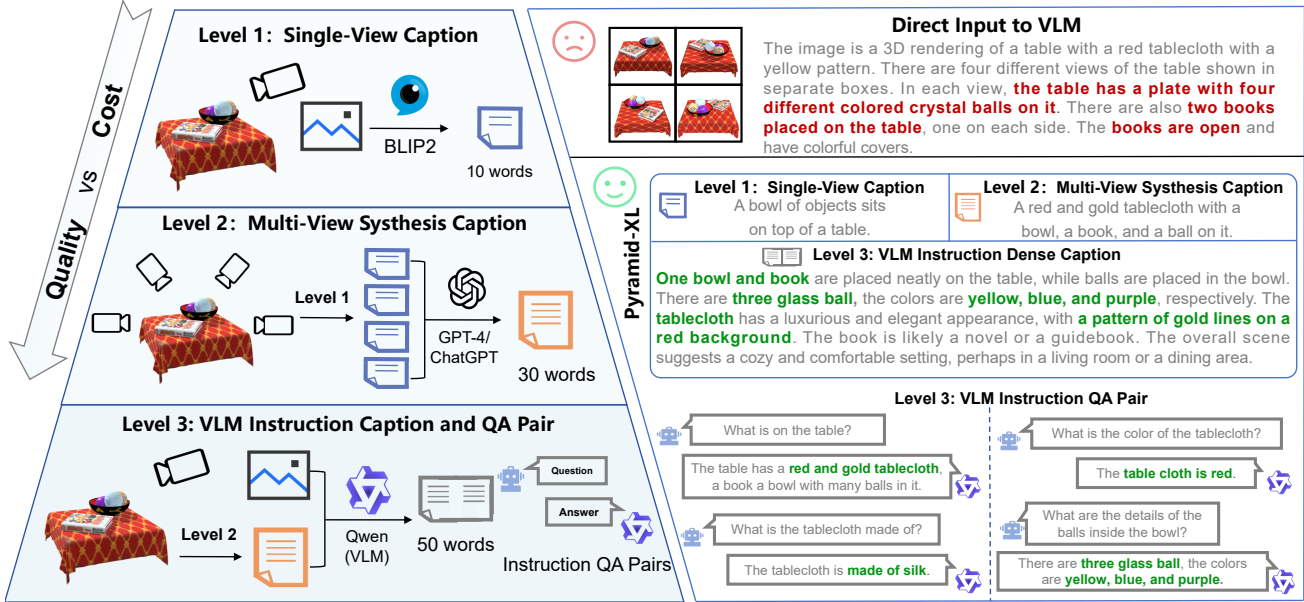 Quality vs Cost
Level 1: Single-View Caption
BLIP2
10 words
Level 2: Multi-View Systhesis Caption
Level 1
GPT-4/
ChatGPT
30 words
Level 3: VLM Instruction Caption and QA Pair
Level 2
Qwen
(VLM)
50 words
Question
Answer
Instruction QA Pairs
Direct Input to VLM
The image is a 3D rendering of a table with a red tablecloth with a
yellow pattern. There are four different views of the table shown in
separate boxes. In each view, the table has a plate with four
different colored crystal balls on it. There are also two books
placed on the table, one on each side. The books are open and
have colorful covers.
Pyramid-XL
Level 1: Single-View Caption
A bowl of objects sits
on top of a table.
Level 2: Multi-View Systhesis Caption
A red and gold tablecloth with a
bowl, a book, and a ball on it.
Level 3: VLM Instruction Dense Caption
One bowl and book are placed neatly on the table, while balls are placed in the bowl.
There are three glass ball, the colors are yellow, blue, and purple, respectively. The
tablecloth has a luxurious and elegant appearance, with a pattern of gold lines on a
red background. The book is likely a novel or a guidebook. The overall scene
suggests a cozy and comfortable setting, perhaps in a living room or a dining area.
Level 3: VLM Instruction QA Pair
What is on the table?
The table has a red and gold tablecloth,
a book a bowl with many balls in it.
What is the tablecloth made of?
The tablecloth is made of silk.
What is the color of the tablecloth?
The table cloth is red.
What are the details of the
balls inside the bowl?
There are three glass ball, the colors
are yellow, blue, and purple.